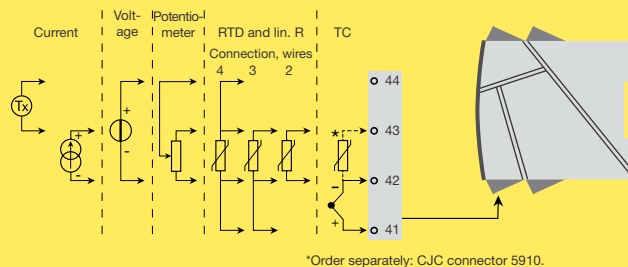 Current
Volt-
age
Potentio-
meter
RTD and lin. R
Connection, wires
4 3 2
TC
Tx
+
-
+
-
*
−
+
44
43
42
41
*Order separately: CJC connector 5910.